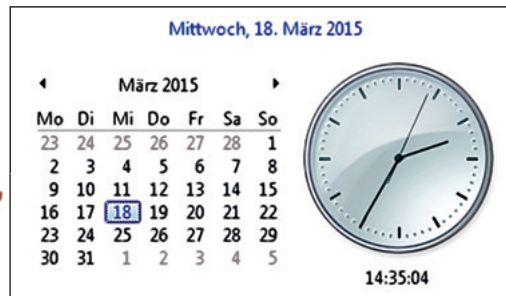 Mittwoch, 18. März 2015
März 2015
Mo Di Mi Do Fr Sa So
23 24 25 26 27 28 1
2 3 4 5 6 7 8
9 10 11 12 13 14 15
16 17 18 19 20 21 22
23 24 25 26 27 28 29
30 31 1 2 3 4 5
14:35:04